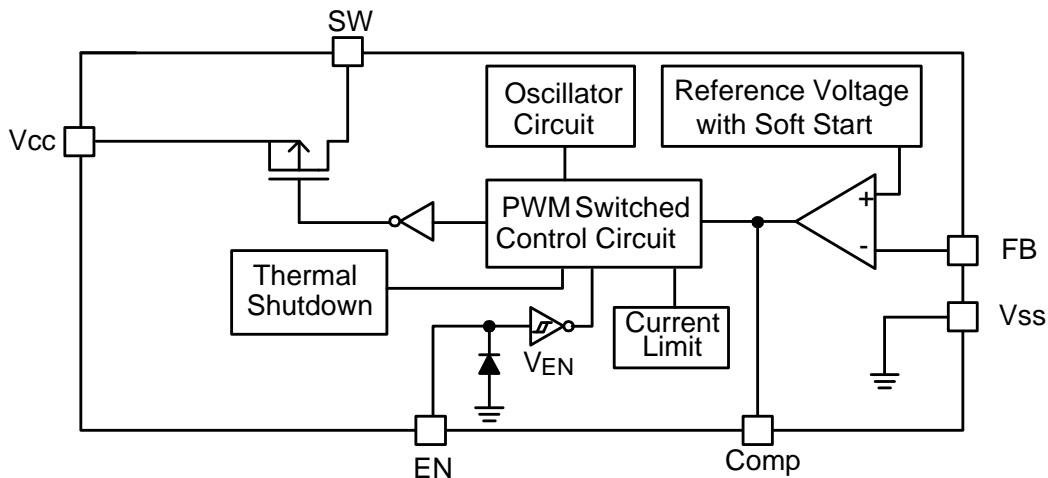 SW
Oscillator
Circuit
Reference Voltage
with Soft Start
Vcc
+
PWM Switched
Control Circuit
-
FB
Thermal
Shutdown
Current
Limit
Vss
VEN
EN
Comp